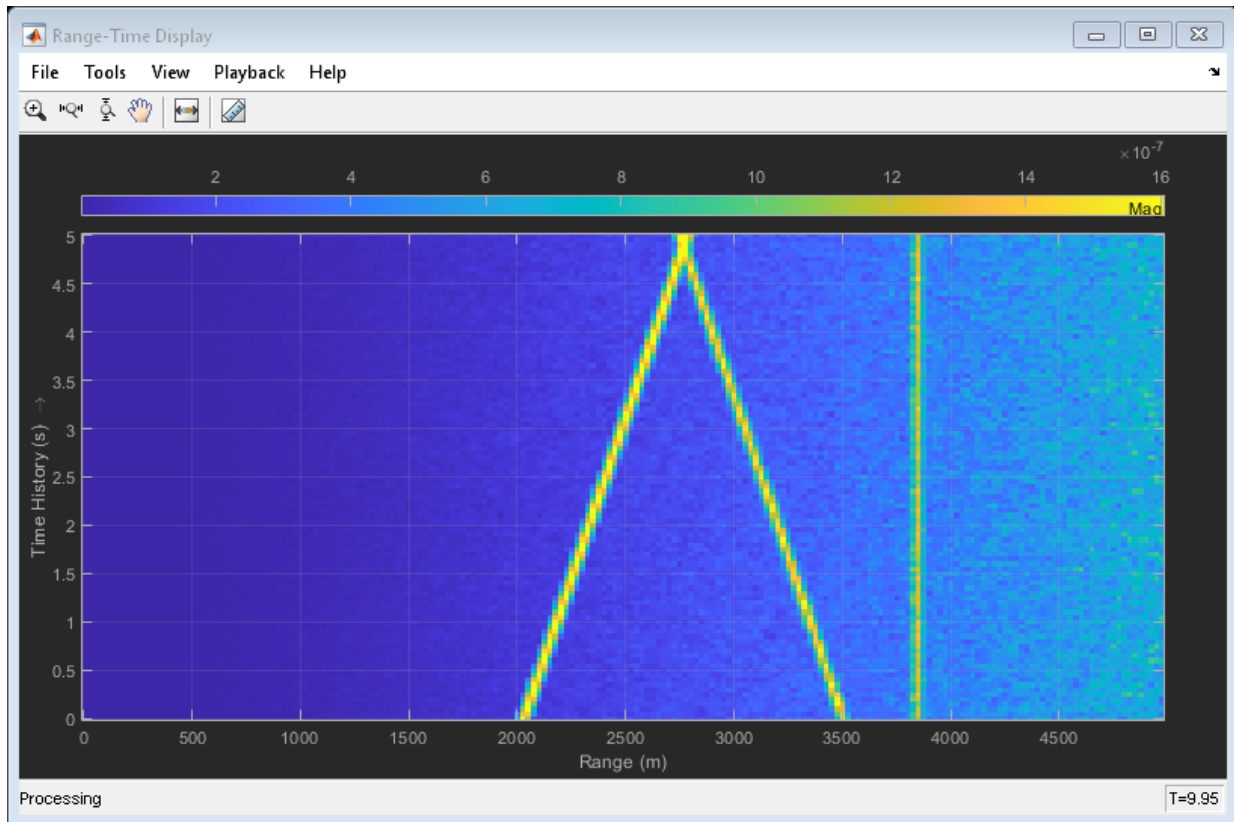 Range-Time Display
File Tools View Playback Help
×10-7
2 4 6 8 10 12 14 16
Mag
5
4.5
4
3.5
3
2.5
2
1.5
1
0.5
0
Time History (s) →
0 500 1000 1500 2000 2500 3000 3500 4000 4500
Range (m)
Processing T=9.95